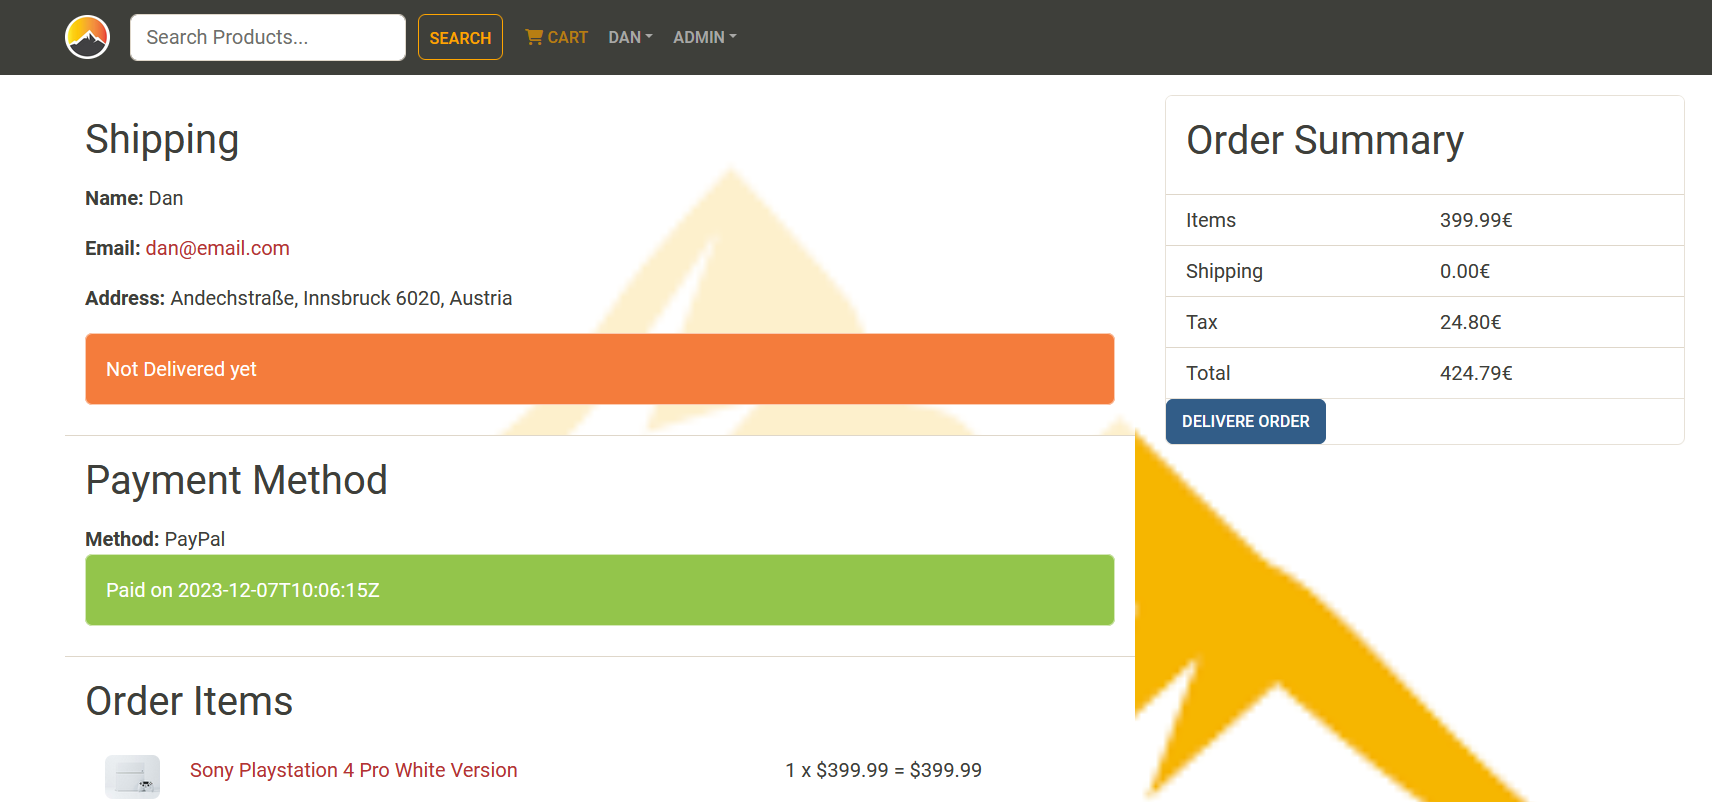 Search Products...
SEARCH
CART
DAN
ADMIN
Shipping
Name: Dan
Email: dan@email.com
Address: Andechstraße, Innsbruck 6020, Austria
Not Delivered yet
Payment Method
Method: PayPal
Paid on 2023-12-07T10:06:15Z
Order Items
Sony Playstation 4 Pro White Version
1 x $399.99 = $399.99
Order Summary
Items 399.99€
Shipping 0.00€
Tax 24.80€
Total 424.79€
DELIVERE ORDER